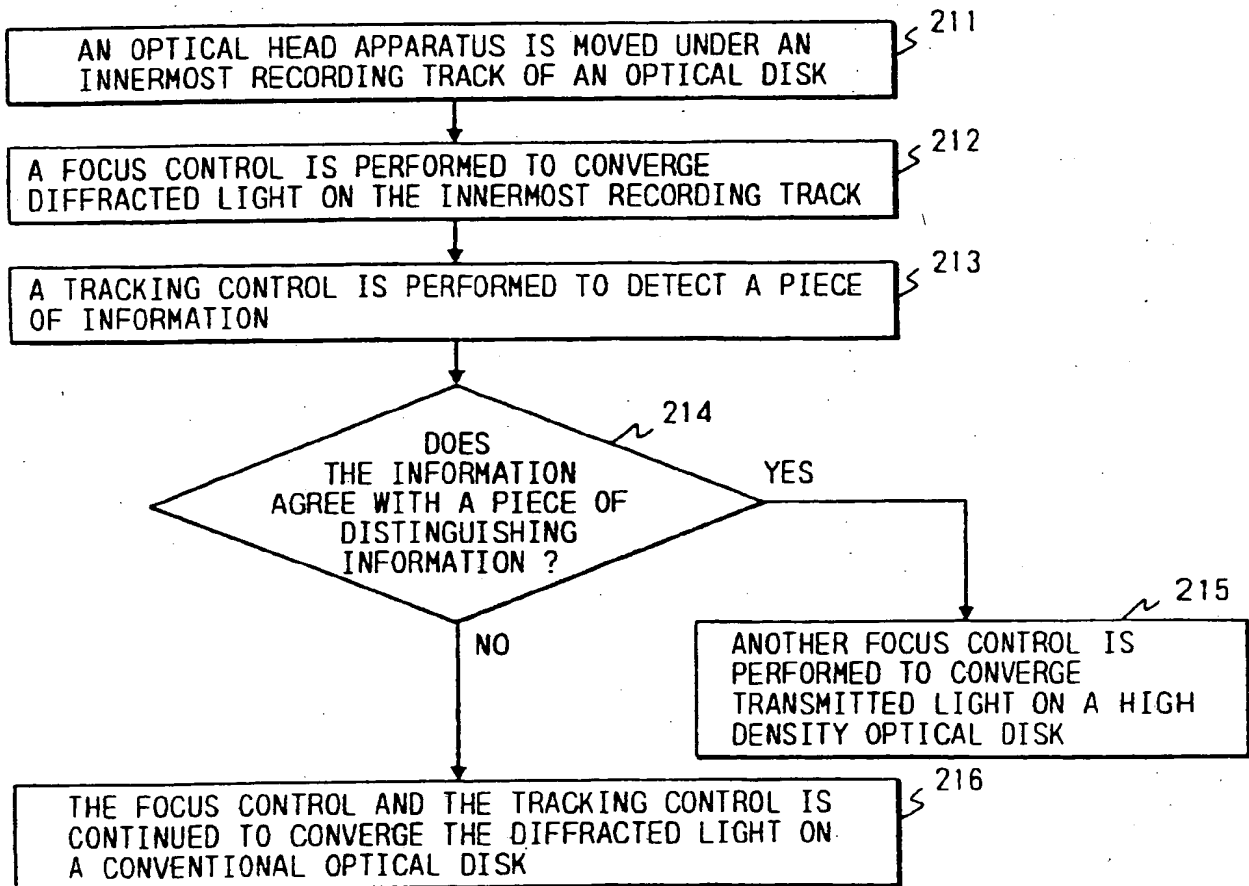 211
AN OPTICAL HEAD APPARATUS IS MOVED UNDER AN
INNERMOST RECORDING TRACK OF AN OPTICAL DISK
212
A FOCUS CONTROL IS PERFORMED TO CONVERGE
DIFFRACTED LIGHT ON THE INNERMOST RECORDING TRACK
213
A TRACKING CONTROL IS PERFORMED TO DETECT A PIECE
OF INFORMATION
214
DOES
THE INFORMATION
AGREE WITH A PIECE OF
DISTINGUISHING
INFORMATION ?
YES
NO
215
ANOTHER FOCUS CONTROL IS
PERFORMED TO CONVERGE
TRANSMITTED LIGHT ON A HIGH
DENSITY OPTICAL DISK
216
THE FOCUS CONTROL AND THE TRACKING CONTROL IS
CONTINUED TO CONVERGE THE DIFFRACTED LIGHT ON
A CONVENTIONAL OPTICAL DISK